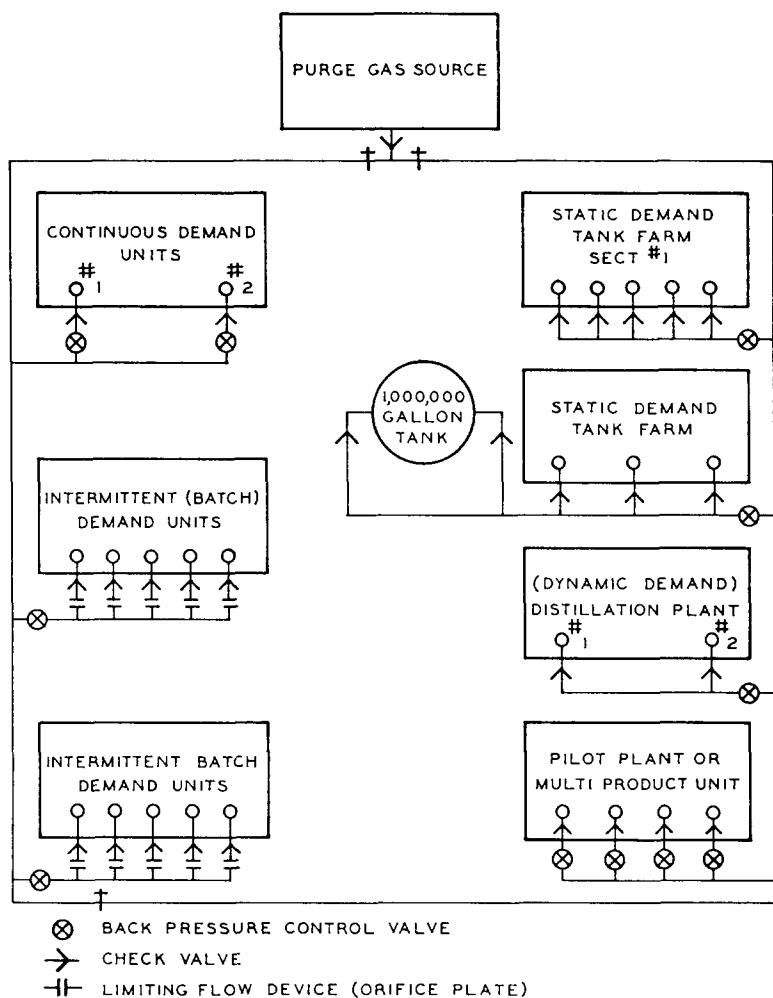 PURGE GAS SOURCE
CONTINUOUS DEMAND
UNITS
#1
#2
STATIC DEMAND
TANK FARM
SECT #1
1,000,000
GALLON
TANK
STATIC DEMAND
TANK FARM
INTERMITTENT (BATCH)
DEMAND UNITS
(DYNAMIC DEMAND)
DISTILLATION PLANT
#1
#2
INTERMITTENT BATCH
DEMAND UNITS
PILOT PLANT OR
MULTI PRODUCT UNIT
BACK PRESSURE CONTROL VALVE
CHECK VALVE
LIMITING FLOW DEVICE (ORIFICE PLATE)